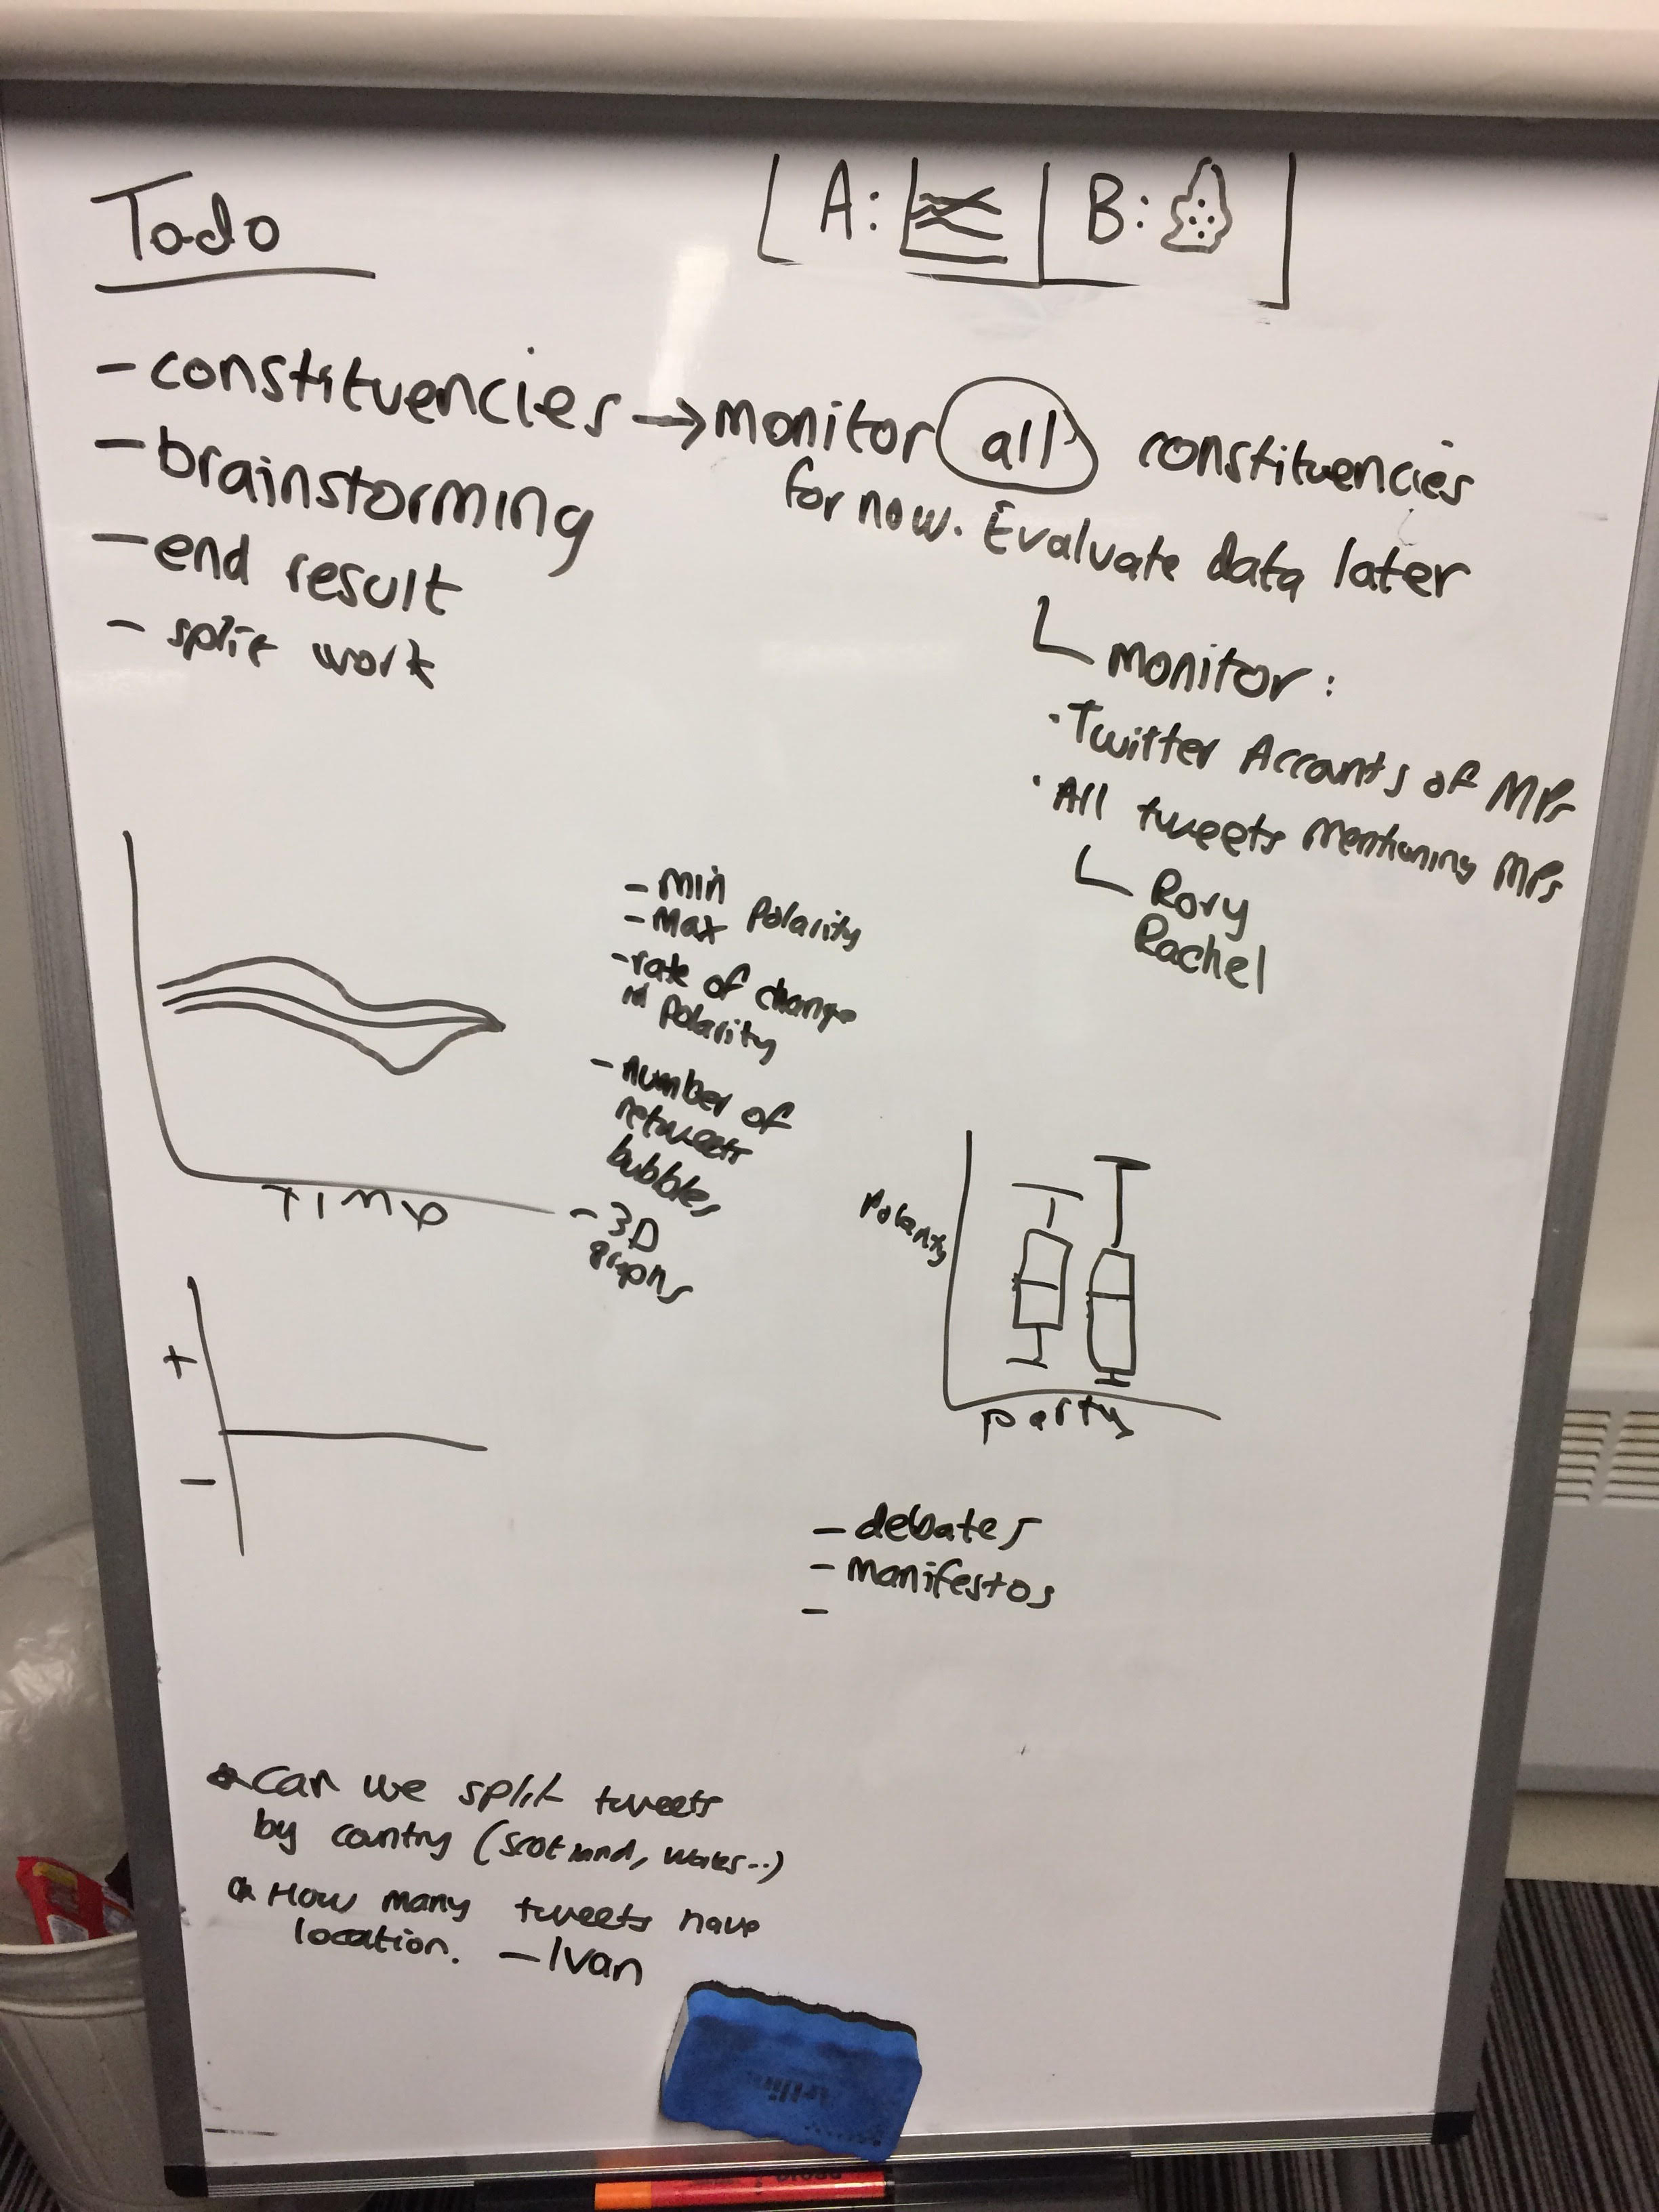 Todo
A:
B:
- constituencies → monitor all constituencies
for now. Evaluate data later
- brainstorming
- end result
- split work
monitor:
· Twitter Accounts of MPs
· All tweets mentioning MPs
Rory
Rachel
- Min
- Max Polarity
- rate of change
in Polarity
- number of
retweets
bubbles
- 3D
graphs
TIMe
+
-
Polarity
party
- debates
- manifestos
-
* Can we split tweets
by country (Scotland, Wales..)
* How many tweets have
location. - Ivan